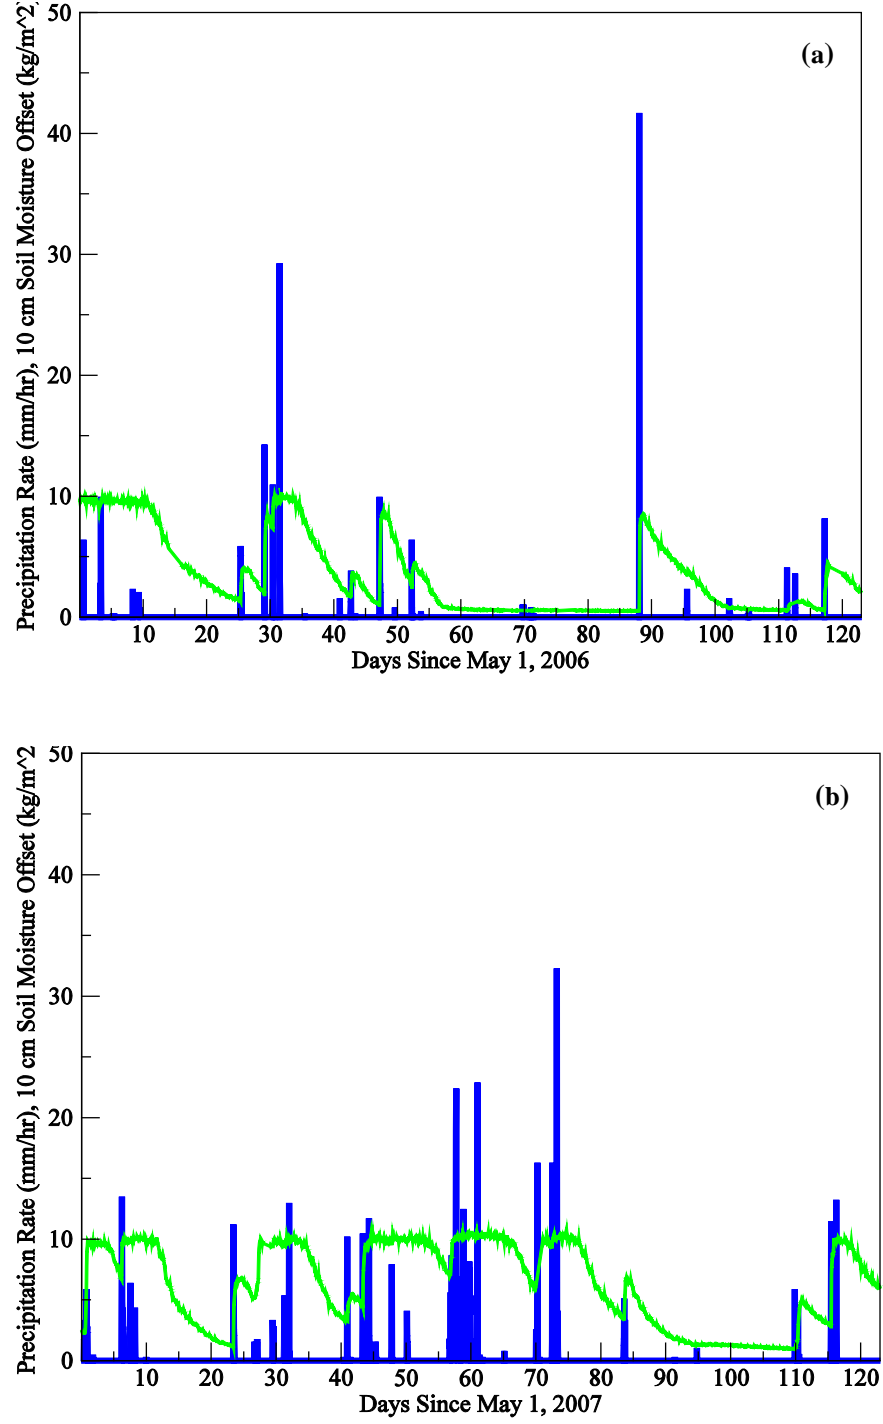 (a)
Precipitation Rate (mm/hr), 10 cm Soil Moisture Offset (kg/m^2)
50
40
30
20
10
0
10 20 30 40 50 60 70 80 90 100 110 120
Days Since May 1, 2006
(b)
Precipitation Rate (mm/hr), 10 cm Soil Moisture Offset (kg/m^2
50
40
30
20
10
0
10 20 30 40 50 60 70 80 90 100 110 120
Days Since May 1, 2007